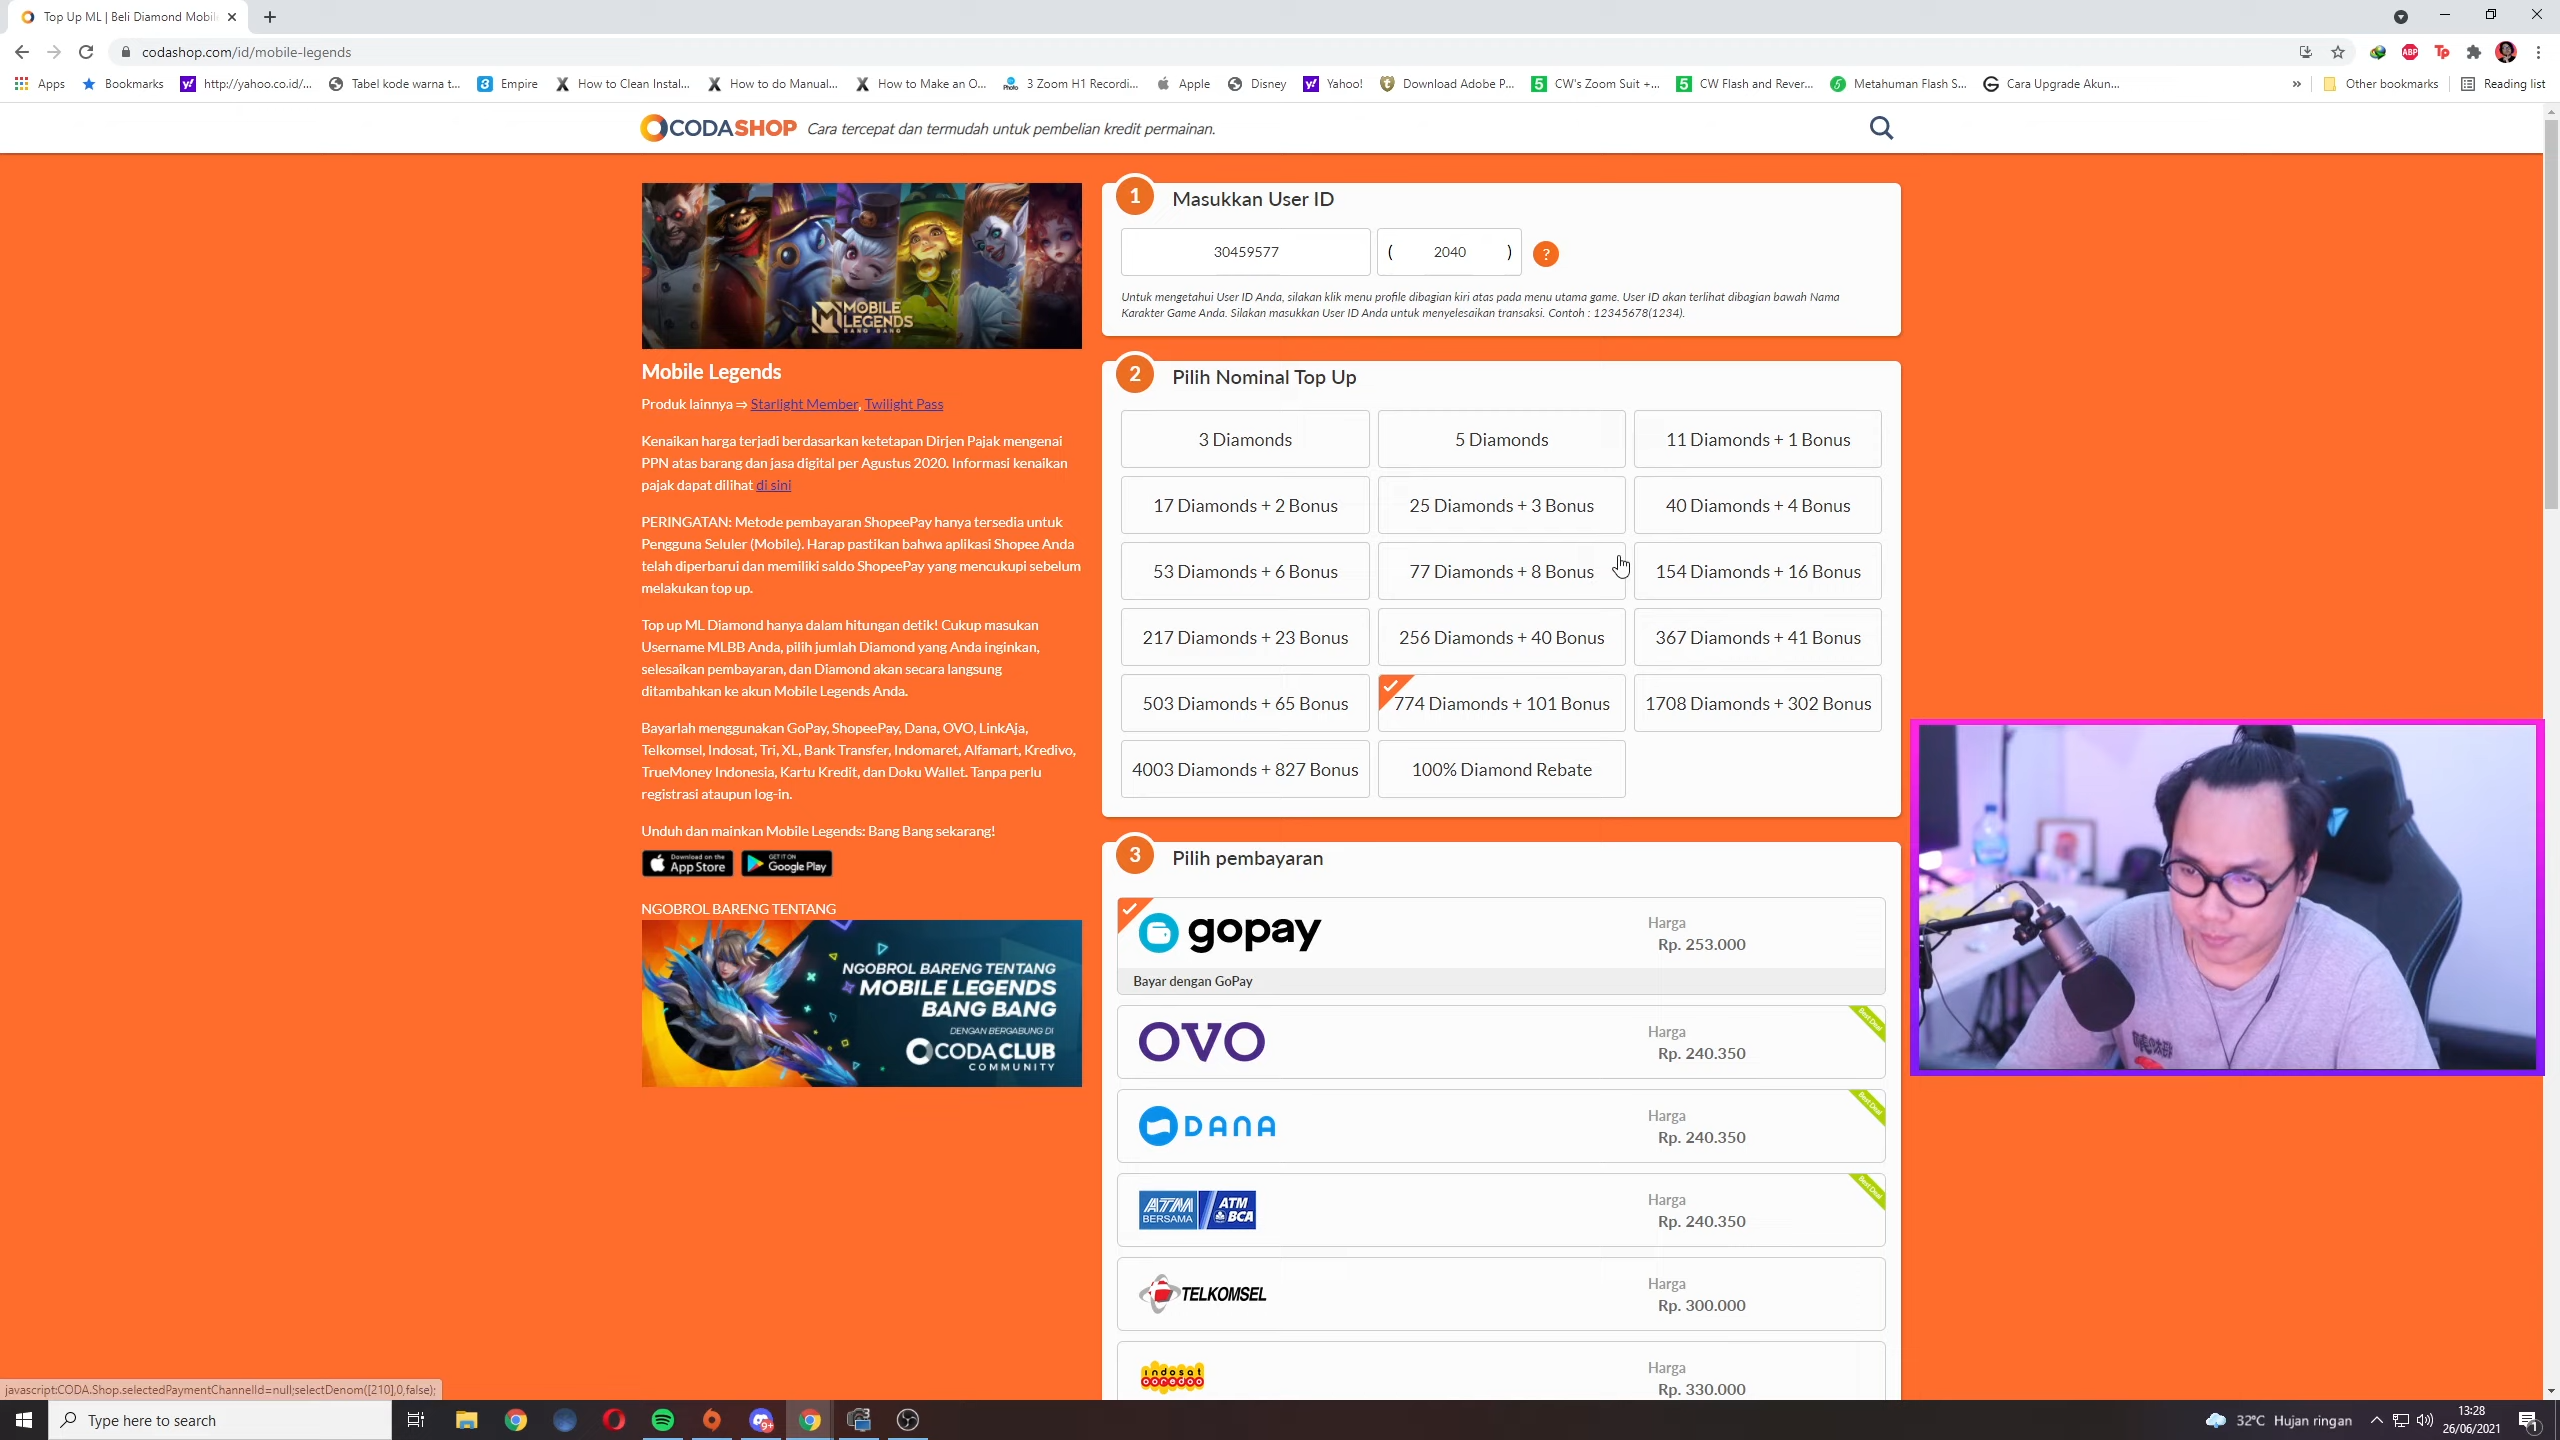 Top Up ML | Beli Diamond Mobil
codashop.com/id/mobile-legends
ABP
Tp
Apps
Bookmarks
http://yahoo.co.id/...
Tabel kode warna t...
Empire
How to Clean Instal...
How to do Manual...
How to Make an O...
3 Zoom H1 Recordi...
Apple
Disney
Yahoo!
Download Adobe P...
CW's Zoom Suit +...
CW Flash and Rever...
Metahuman Flash S...
Cara Upgrade Akun...
Other bookmarks
Reading list
CODASHOP
Cara tercepat dan termudah untuk pembelian kredit permainan.
MOBILE
LEGENDS
BANG BANG
Mobile Legends
Produk lainnya ⇒ Starlight Member, Twilight Pass
Kenaikan harga terjadi berdasarkan ketetapan Dirjen Pajak mengenai
PPN atas barang dan jasa digital per Agustus 2020. Informasi kenaikan
pajak dapat dilihat di sini
PERINGATAN: Metode pembayaran ShopeePay hanya tersedia untuk
Pengguna Seluler (Mobile). Harap pastikan bahwa aplikasi Shopee Anda
telah diperbarui dan memiliki saldo ShopeePay yang mencukupi sebelum
melakukan top up.
Top up ML Diamond hanya dalam hitungan detik! Cukup masukan
Username MLBB Anda, pilih jumlah Diamond yang Anda inginkan,
selesaikan pembayaran, dan Diamond akan secara langsung
ditambahkan ke akun Mobile Legends Anda.
Bayarlah menggunakan GoPay, ShopeePay, Dana, OVO, LinkAja,
Telkomsel, Indosat, Tri, XL, Bank Transfer, Indomaret, Alfamart, Kredivo,
TrueMoney Indonesia, Kartu Kredit, dan Doku Wallet. Tanpa perlu
registrasi ataupun log-in.
Unduh dan mainkan Mobile Legends: Bang Bang sekarang!
Download on the
App Store
GET IT ON
Google Play
NGOBROL BARENG TENTANG
NGOBROL BARENG TENTANG
MOBILE LEGENDS
BANG BANG
DENGAN BERGABUNG DI
CODACLUB
COMMUNITY
1 Masukkan User ID
30459577
( 2040 )
?
Untuk mengetahui User ID Anda, silakan klik menu profile dibagian kiri atas pada menu utama game. User ID akan terlihat dibagian bawah Nama
Karakter Game Anda. Silakan masukkan User ID Anda untuk menyelesaikan transaksi. Contoh : 12345678(1234).
2 Pilih Nominal Top Up
3 Diamonds
5 Diamonds
11 Diamonds + 1 Bonus
17 Diamonds + 2 Bonus
25 Diamonds + 3 Bonus
40 Diamonds + 4 Bonus
53 Diamonds + 6 Bonus
77 Diamonds + 8 Bonus
154 Diamonds + 16 Bonus
217 Diamonds + 23 Bonus
256 Diamonds + 40 Bonus
367 Diamonds + 41 Bonus
503 Diamonds + 65 Bonus
774 Diamonds + 101 Bonus
1708 Diamonds + 302 Bonus
4003 Diamonds + 827 Bonus
100% Diamond Rebate
3 Pilih pembayaran
gopay
Harga
Rp. 253.000
Bayar dengan GoPay
OVO
Harga
Rp. 240.350
Best Deal
DANA
Harga
Rp. 240.350
Best Deal
ATM
BERSAMA
ATM
BCA
Harga
Rp. 240.350
Best Deal
TELKOMSEL
Harga
Rp. 300.000
indosat
ooredoo
Harga
Rp. 330.000
javascript:CODA.Shop.selectedPaymentChannelId=null;selectDenom([210],0,false);
Type here to search
9+
32°C Hujan ringan
13:28
26/06/2021
1